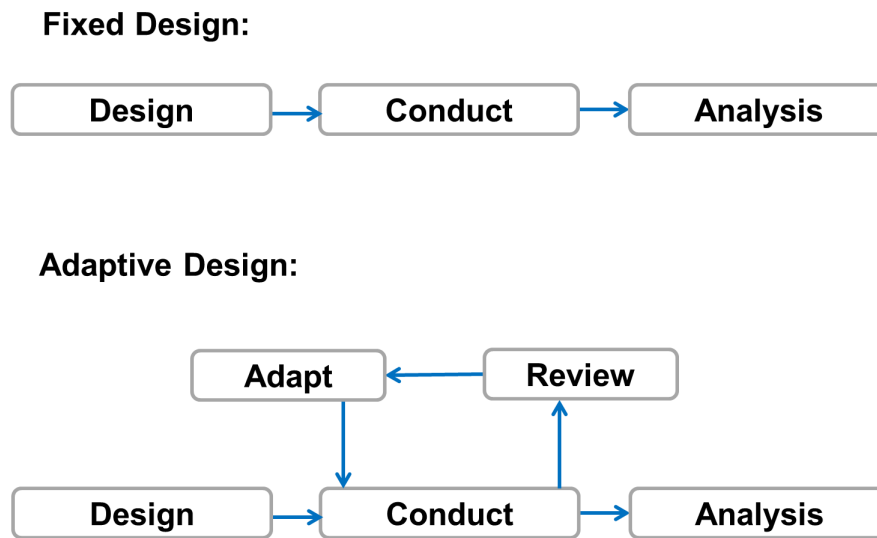 Fixed Design:
Design Conduct Analysis
Adaptive Design:
Adapt Review
Design Conduct Analysis